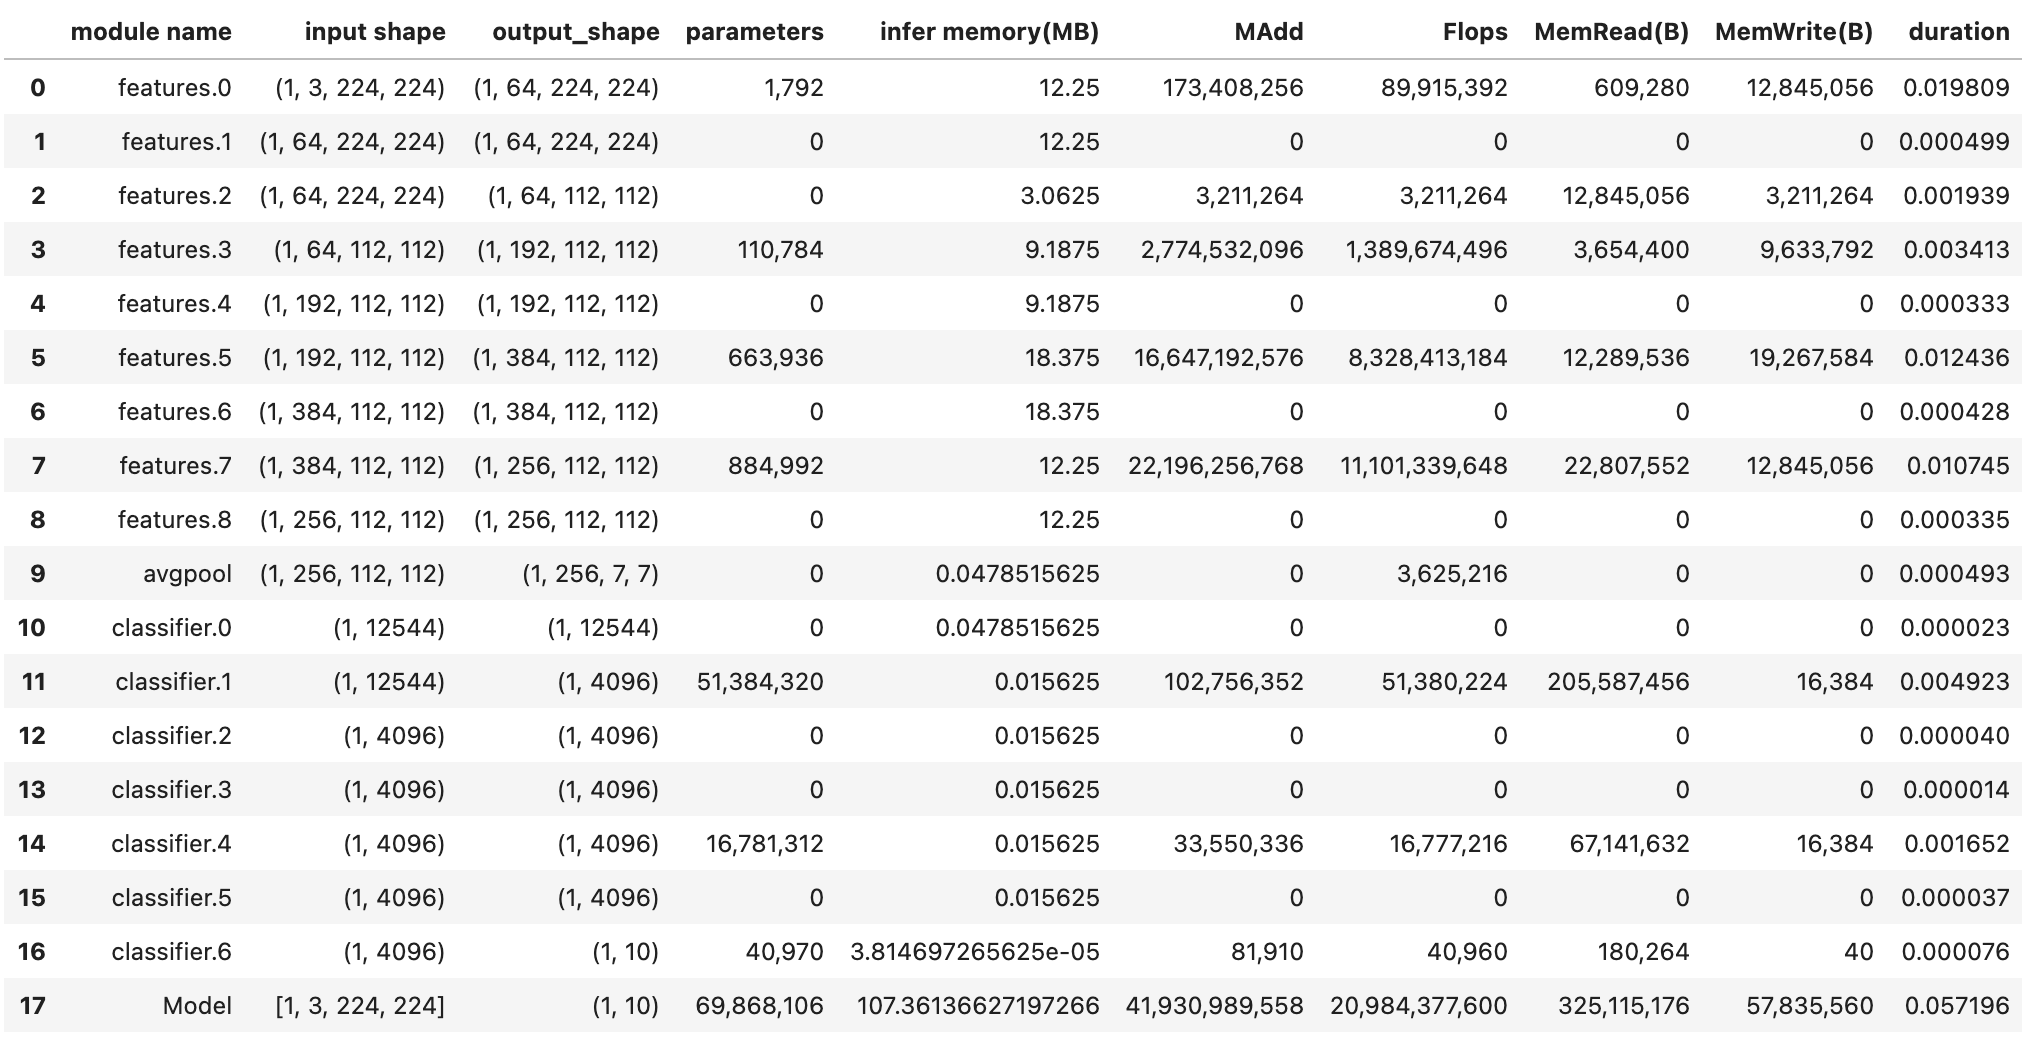 module name input shape output_shape parameters infer memory(MB) MAdd Flops MemRead(B) MemWrite(B) duration
0 features.0 (1, 3, 224, 224) (1, 64, 224, 224) 1,792 12.25 173,408,256 89,915,392 609,280 12,845,056 0.019809
1 features.1 (1, 64, 224, 224) (1, 64, 224, 224) 0 12.25 0 0 0 0 0.000499
2 features.2 (1, 64, 224, 224) (1, 64, 112, 112) 0 3.0625 3,211,264 3,211,264 12,845,056 3,211,264 0.001939
3 features.3 (1, 64, 112, 112) (1, 192, 112, 112) 110,784 9.1875 2,774,532,096 1,389,674,496 3,654,400 9,633,792 0.003413
4 features.4 (1, 192, 112, 112) (1, 192, 112, 112) 0 9.1875 0 0 0 0 0.000333
5 features.5 (1, 192, 112, 112) (1, 384, 112, 112) 663,936 18.375 16,647,192,576 8,328,413,184 12,289,536 19,267,584 0.012436
6 features.6 (1, 384, 112, 112) (1, 384, 112, 112) 0 18.375 0 0 0 0 0.000428
7 features.7 (1, 384, 112, 112) (1, 256, 112, 112) 884,992 12.25 22,196,256,768 11,101,339,648 22,807,552 12,845,056 0.010745
8 features.8 (1, 256, 112, 112) (1, 256, 112, 112) 0 12.25 0 0 0 0 0.000335
9 avgpool (1, 256, 112, 112) (1, 256, 7, 7) 0 0.0478515625 0 3,625,216 0 0 0.000493
10 classifier.0 (1, 12544) (1, 12544) 0 0.0478515625 0 0 0 0 0.000023
11 classifier.1 (1, 12544) (1, 4096) 51,384,320 0.015625 102,756,352 51,380,224 205,587,456 16,384 0.004923
12 classifier.2 (1, 4096) (1, 4096) 0 0.015625 0 0 0 0 0.000040
13 classifier.3 (1, 4096) (1, 4096) 0 0.015625 0 0 0 0 0.000014
14 classifier.4 (1, 4096) (1, 4096) 16,781,312 0.015625 33,550,336 16,777,216 67,141,632 16,384 0.001652
15 classifier.5 (1, 4096) (1, 4096) 0 0.015625 0 0 0 0 0.000037
16 classifier.6 (1, 4096) (1, 10) 40,970 3.814697265625e-05 81,910 40,960 180,264 40 0.000076
17 Model [1, 3, 224, 224] (1, 10) 69,868,106 107.36136627197266 41,930,989,558 20,984,377,600 325,115,176 57,835,560 0.057196